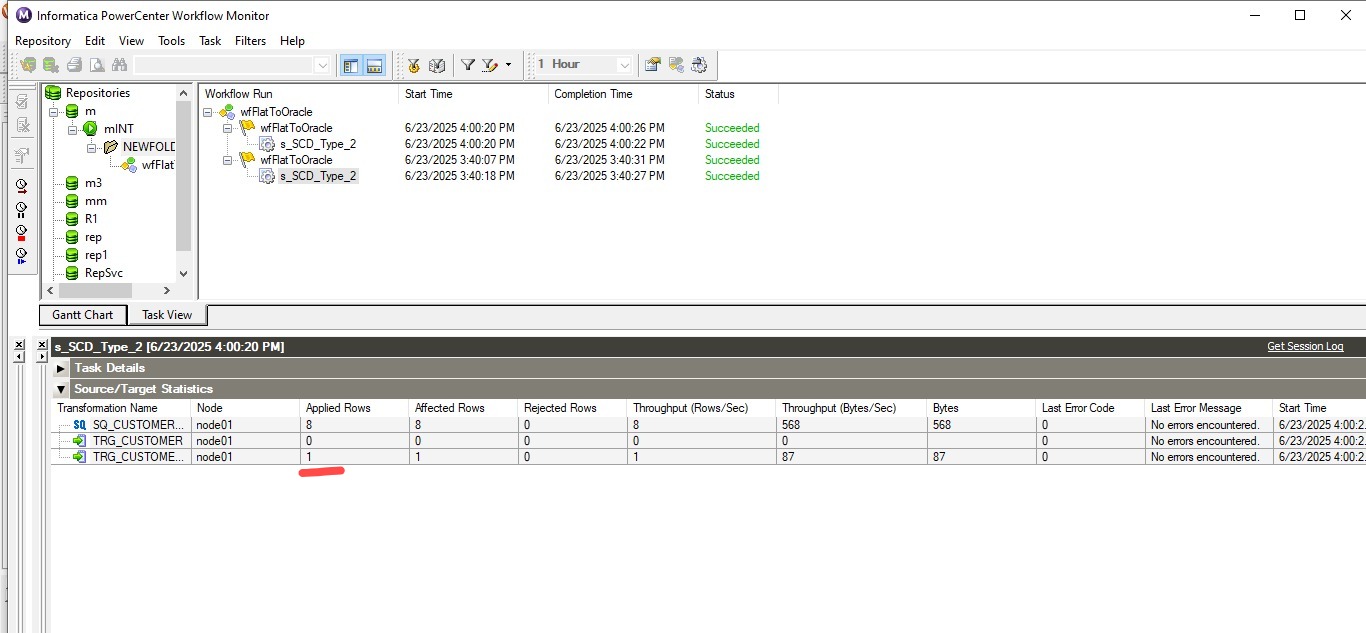 Informatica PowerCenter Workflow Monitor
Repository Edit View Tools Task Filters Help
1 Hour
Repositories
m
mINT
NEWFOLD
wfFlat
m3
mm
R1
rep
rep1
RepSvc
Workflow Run Start Time Completion Time Status
wfFlatToOracle
wfFlatToOracle 6/23/2025 4:00:20 PM 6/23/2025 4:00:26 PM Succeeded
s_SCD_Type_2 6/23/2025 4:00:20 PM 6/23/2025 4:00:22 PM Succeeded
wfFlatToOracle 6/23/2025 3:40:07 PM 6/23/2025 3:40:31 PM Succeeded
s_SCD_Type_2 6/23/2025 3:40:18 PM 6/23/2025 3:40:27 PM Succeeded
Gantt Chart Task View
s_SCD_Type_2 [6/23/2025 4:00:20 PM] Get Session Log
Task Details
Source/Target Statistics
Transformation Name Node Applied Rows Affected Rows Rejected Rows Throughput (Rows/Sec) Throughput (Bytes/Sec) Bytes Last Error Code Last Error Message Start Time
SQ SQ_CUSTOMER... node01 8 8 0 8 568 568 0 No errors encountered. 6/23/2025 4:00:2
TRG_CUSTOMER node01 0 0 0 0 0 0 No errors encountered. 6/23/2025 4:00:2
TRG_CUSTOME... node01 1 1 0 1 87 87 0 No errors encountered. 6/23/2025 4:00:2